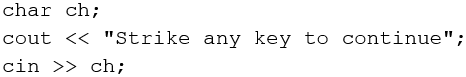 char ch;
cout << "Strike any key to continue";
cin >> ch;